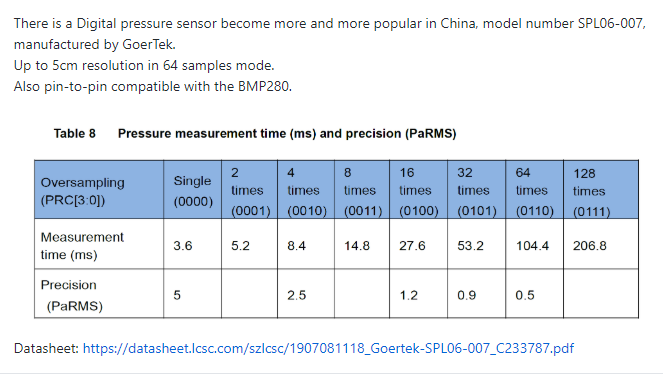 There is a Digital pressure sensor become more and more popular in China, model number SPL06-007,
manufactured by GoerTek.
Up to 5cm resolution in 64 samples mode.
Also pin-to-pin compatible with the BMP280.
Table 8 Pressure measurement time (ms) and precision (PaRMS)
Oversampling (PRC[3:0]) Single (0000) 2 times (0001) 4 times (0010) 8 times (0011) 16 times (0100) 32 times (0101) 64 times (0110) 128 times (0111)
Measurement time (ms) 3.6 5.2 8.4 14.8 27.6 53.2 104.4 206.8
Precision (PaRMS) 5 2.5 1.2 0.9 0.5
Datasheet: https://datasheet.lcsc.com/szlcsc/1907081118_Goertek-SPL06-007_C233787.pdf